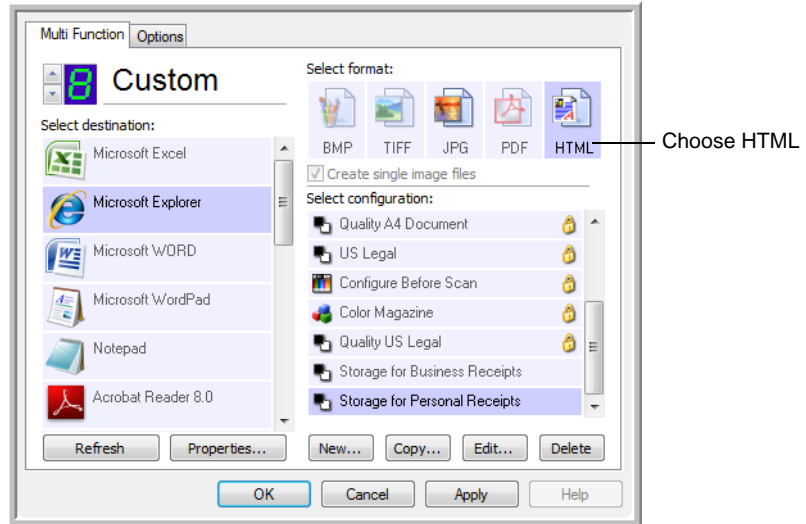 Multi Function
Options
8
Custom
Select destination:
Microsoft Excel
Microsoft Explorer
Microsoft WORD
Microsoft WordPad
Notepad
Acrobat Reader 8.0
Refresh
Properties...
Select format:
BMP
TIFF
JPG
PDF
HTML
Choose HTML
Create single image files
Select configuration:
Quality A4 Document
US Legal
Configure Before Scan
Color Magazine
Quality US Legal
Storage for Business Receipts
Storage for Personal Receipts
New...
Copy...
Edit...
Delete
OK
Cancel
Apply
Help